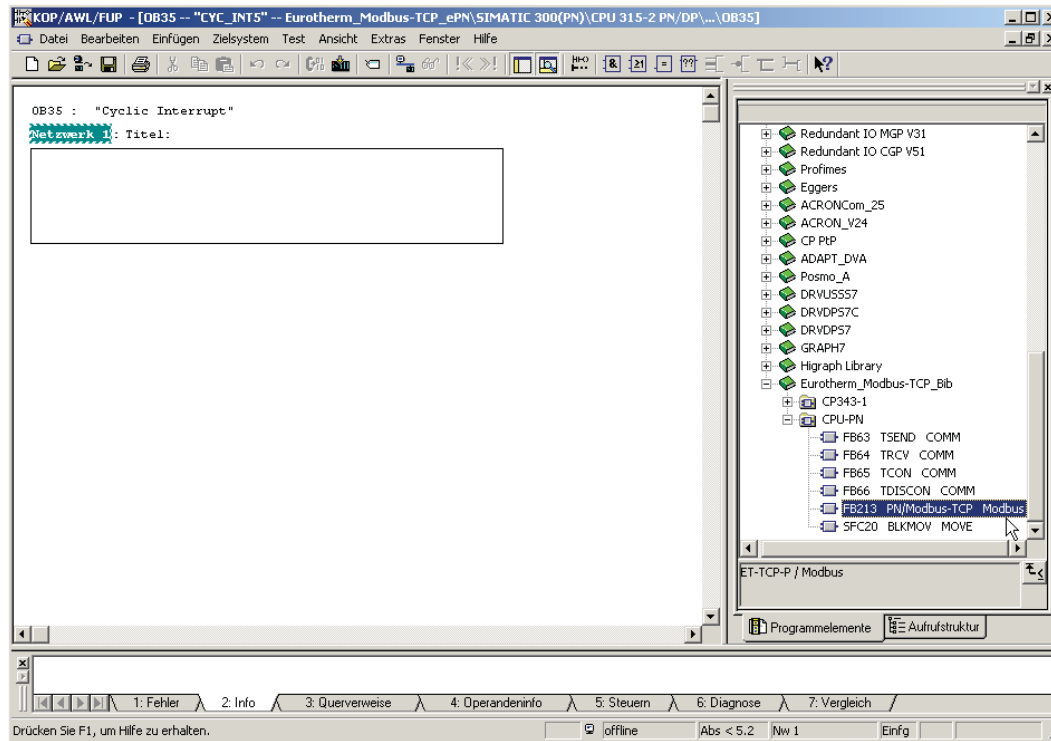 KOP/AWL/FUP - [OB35 -- "CYC_INT5" -- Eurotherm_Modbus-TCP_ePN\SIMATIC 300(PN)\CPU 315-2 PN/DP\...\OB35]
Datei Bearbeiten Einfügen Zielsystem Test Ansicht Extras Fenster Hilfe
OB35 : "Cyclic Interrupt"
Netzwerk 1: Titel:
Redundant IO MGP V31
Redundant IO CGP V51
Profimes
Eggers
ACRONCom_25
ACRON_V24
CP PtP
ADAPT_DVA
Posmo_A
DRVUSSS7
DRVDPS7C
DRVDPS7
GRAPH7
Higraph Library
Eurotherm_Modbus-TCP_Bib
CP343-1
CPU-PN
FB63 TSEND COMM
FB64 TRCV COMM
FB65 TCON COMM
FB66 TDISCON COMM
FB213 PN/Modbus-TCP Modbus
SFC20 BLKMOV MOVE
ET-TCP-P / Modbus
Programmelemente Aufrufstruktur
1: Fehler 2: Info 3: Querverweise 4: Operandeninfo 5: Steuern 6: Diagnose 7: Vergleich
Drücken Sie F1, um Hilfe zu erhalten. offline Abs < 5.2 Nw 1 Einfg